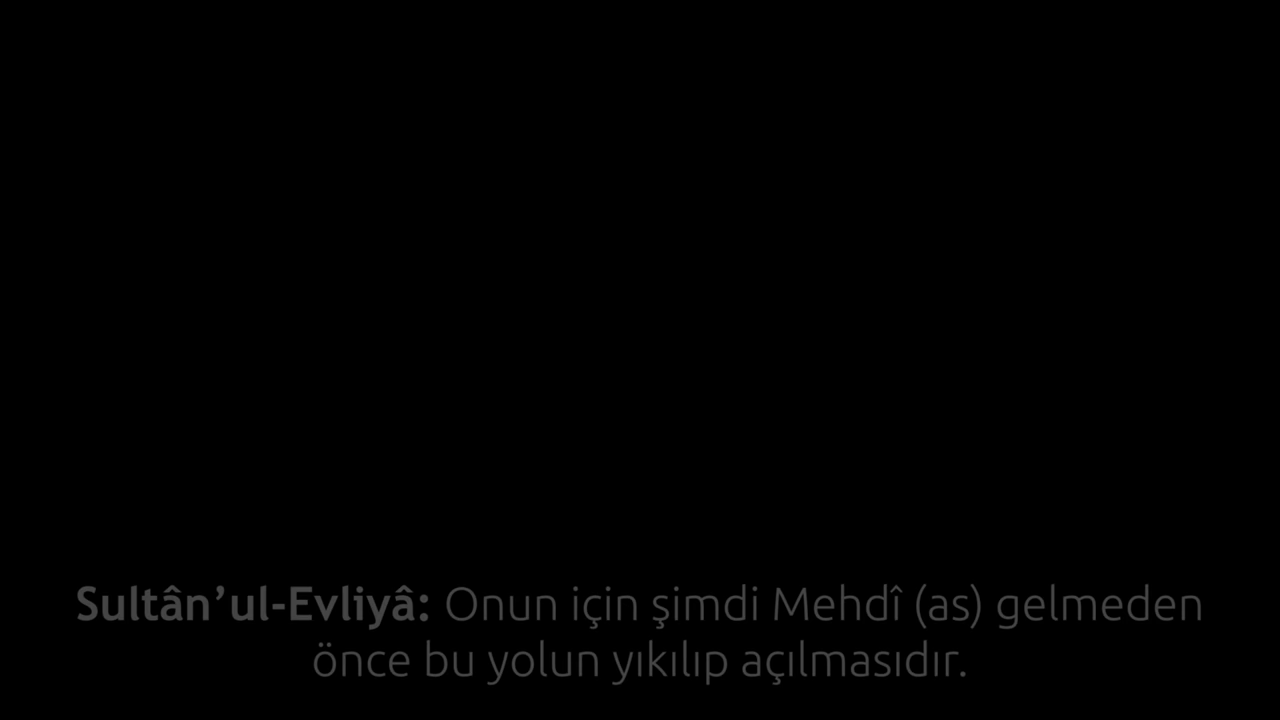 Sultân’ul-Evliyâ: Onun için şimdi Mehdî (as) gelmeden
önce bu yolun yıkılıp açılmasıdır.